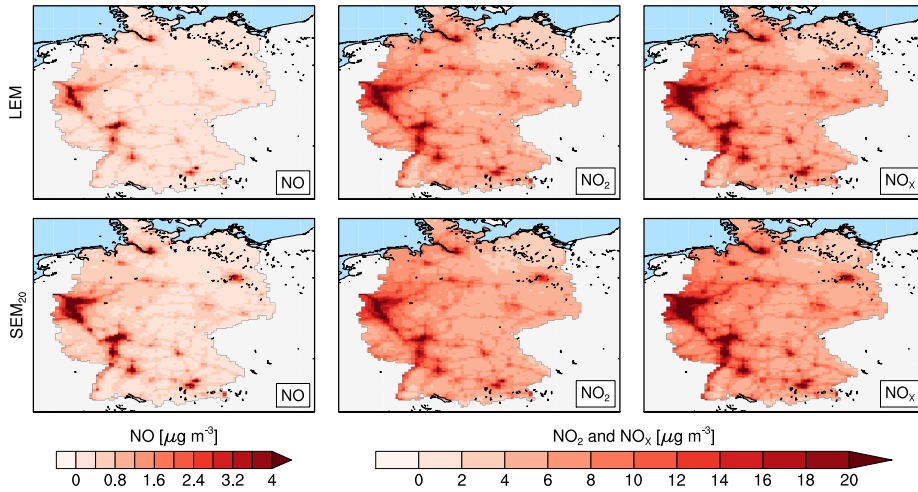 LEM
NO
NO₂
NOₓ
SEM₂₀
NO
NO₂
NOₓ
NO [μg m⁻³]
NO₂ and NOₓ [μg m⁻³]
0 0.8 1.6 2.4 3.2 4
0 2 4 6 8 10 12 14 16 18 20